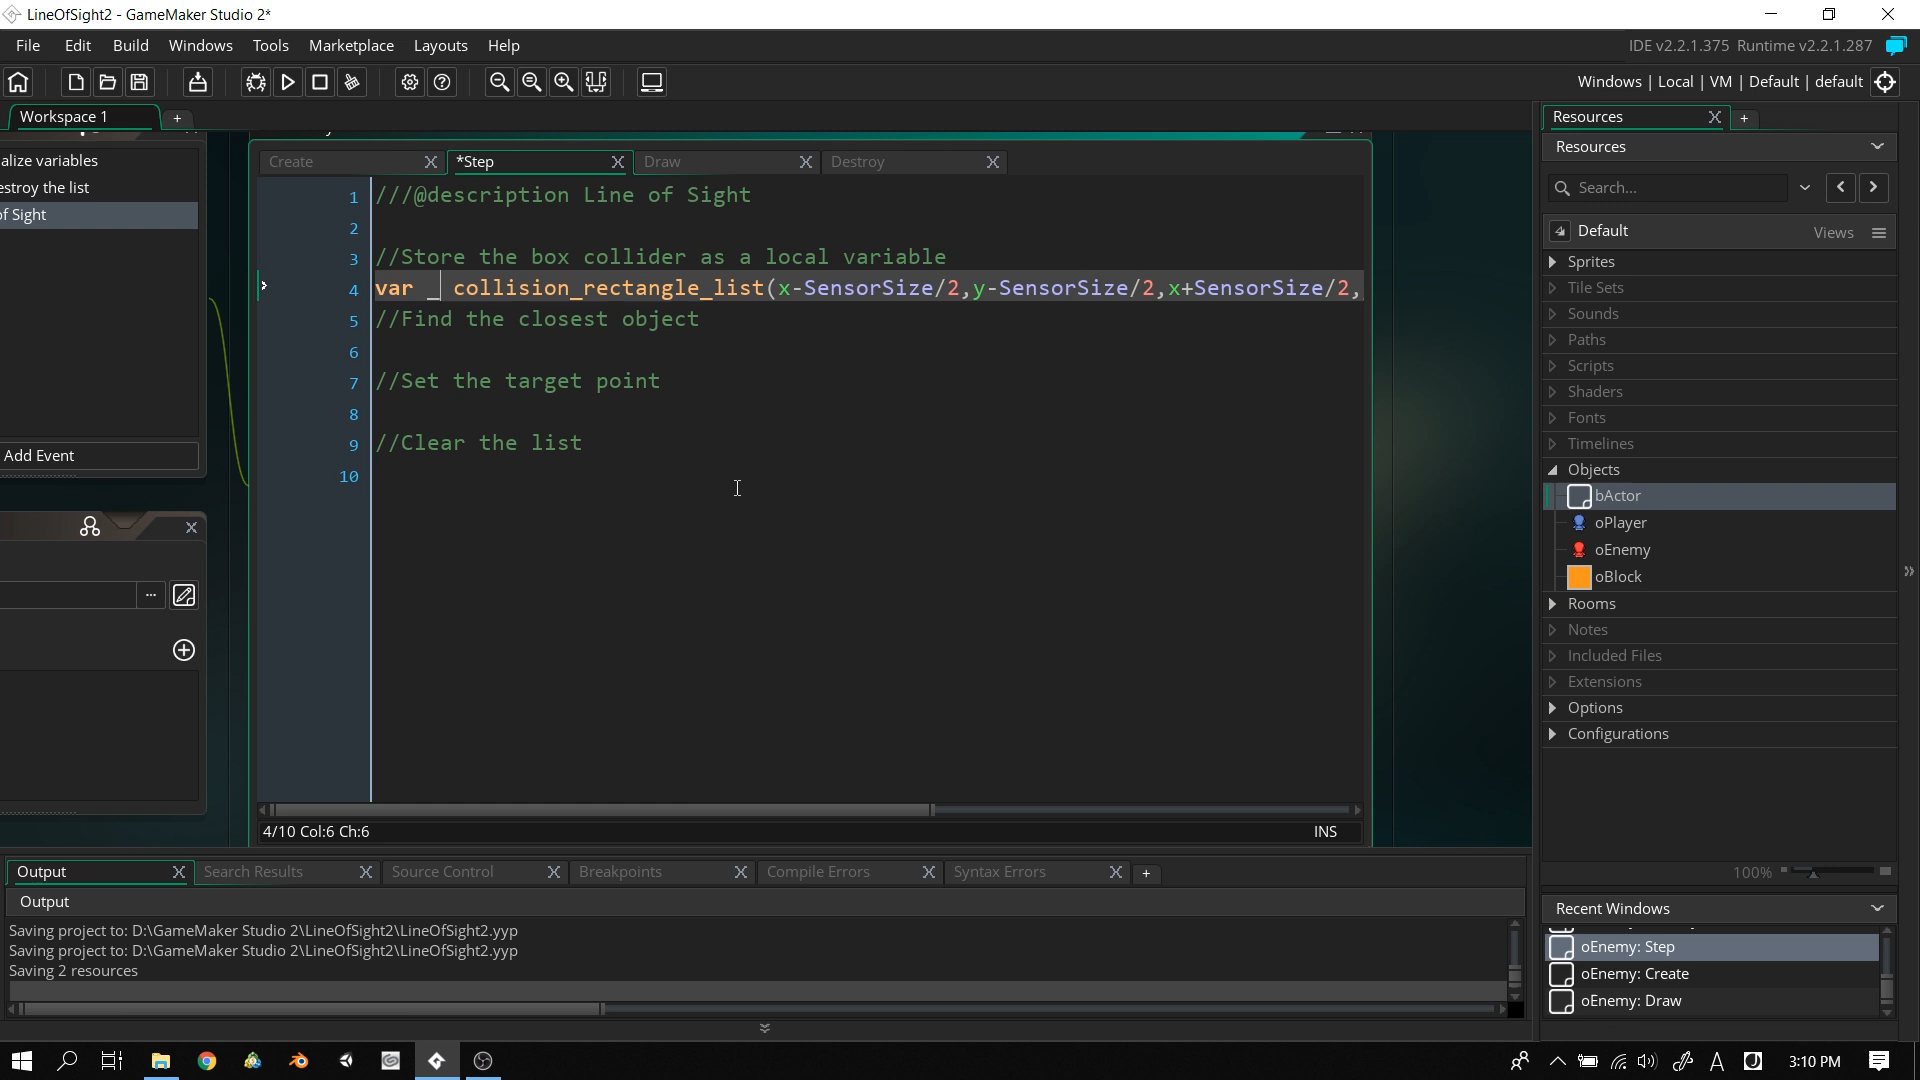 LineOfSight2 - GameMaker Studio 2*
File Edit Build Windows Tools Marketplace Layouts Help
IDE v2.2.1.375 Runtime v2.2.1.287
Windows | Local | VM | Default | default
Workspace 1 +
alize variables
estroy the list
of Sight
Add Event
...
Create *Step Draw Destroy
1 ///@description Line of Sight
2
3 //Store the box collider as a local variable
4 var _ collision_rectangle_list(x-SensorSize/2,y-SensorSize/2,x+SensorSize/2,
5 //Find the closest object
6
7 //Set the target point
8
9 //Clear the list
10
4/10 Col:6 Ch:6 INS
Output Search Results Source Control Breakpoints Compile Errors Syntax Errors +
Output
Saving project to: D:\GameMaker Studio 2\LineOfSight2\LineOfSight2.yyp
Saving project to: D:\GameMaker Studio 2\LineOfSight2\LineOfSight2.yyp
Saving 2 resources
Resources +
Resources
Search...
Default Views
Sprites
Tile Sets
Sounds
Paths
Scripts
Shaders
Fonts
Timelines
Objects
bActor
oPlayer
oEnemy
oBlock
Rooms
Notes
Included Files
Extensions
Options
Configurations
100%
Recent Windows
oEnemy: Step
oEnemy: Create
oEnemy: Draw
3:10 PM